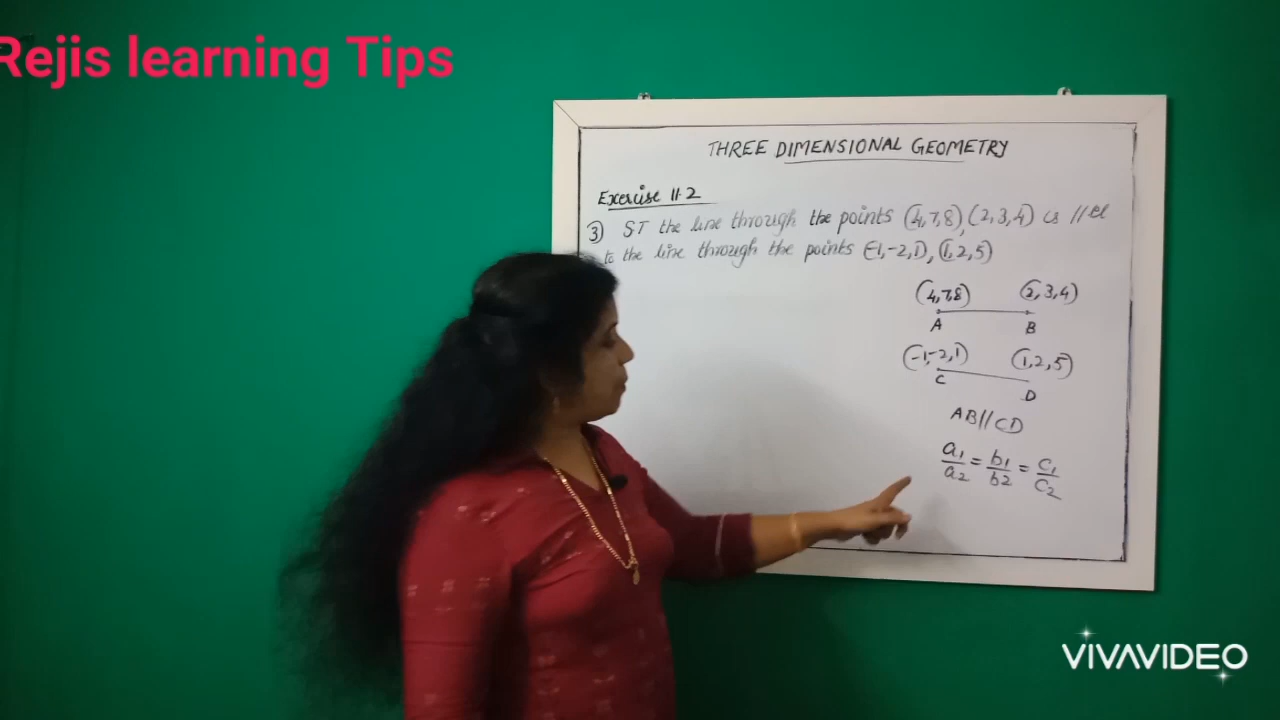 Rejis learning Tips
THREE DIMENSIONAL GEOMETRY
Exercise 11.2
③ ST the line through the points (4,7,8), (2,3,4) is //el
to the line through the points (-1,-2,1), (1,2,5)
(4,7,8) (2,3,4)
A B
(-1,-2,1) (1,2,5)
C D
AB//CD
a₁/a₂ = b₁/b₂ = c₁/c₂
VIVAVIDEO